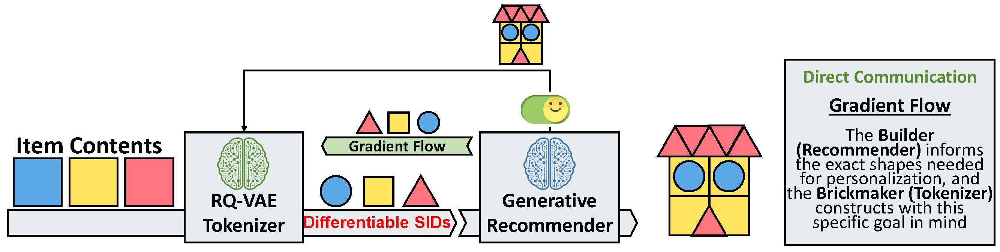 Item Contents
RQ-VAE
Tokenizer
Gradient Flow
Differentiable SIDs
Generative
Recommender
Direct Communication
Gradient Flow
The Builder
(Recommender) informs
the exact shapes needed
for personalization, and
the Brickmaker (Tokenizer)
constructs with this
specific goal in mind